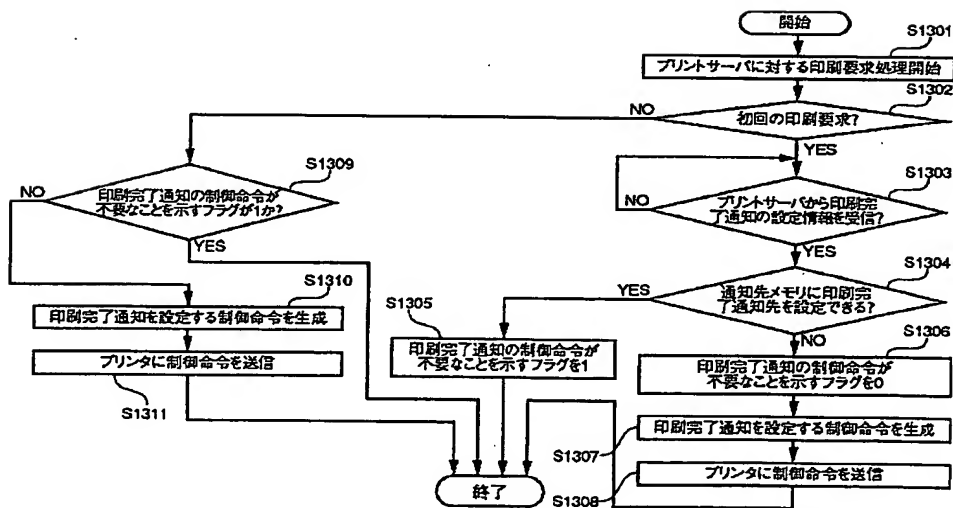 開始
S1301
プリントサーバに対する印刷要求処理開始
S1302
初回の印刷要求?
NO
YES
S1303
プリントサーバから印刷完
了通知の設定情報を受信?
NO
YES
S1304
通知先メモリに印刷完
了通知先を設定できる?
YES
NO
S1305
印刷完了通知の制御命令が
不要なことを示すフラグを1
S1306
印刷完了通知の制御命令が
不要なことを示すフラグを0
S1307
印刷完了通知を設定する制御命令を生成
S1308
プリンタに制御命令を送信
S1309
印刷完了通知の制御命令が
不要なことを示すフラグが1か?
NO
YES
S1310
印刷完了通知を設定する制御命令を生成
プリンタに制御命令を送信
S1311
終了